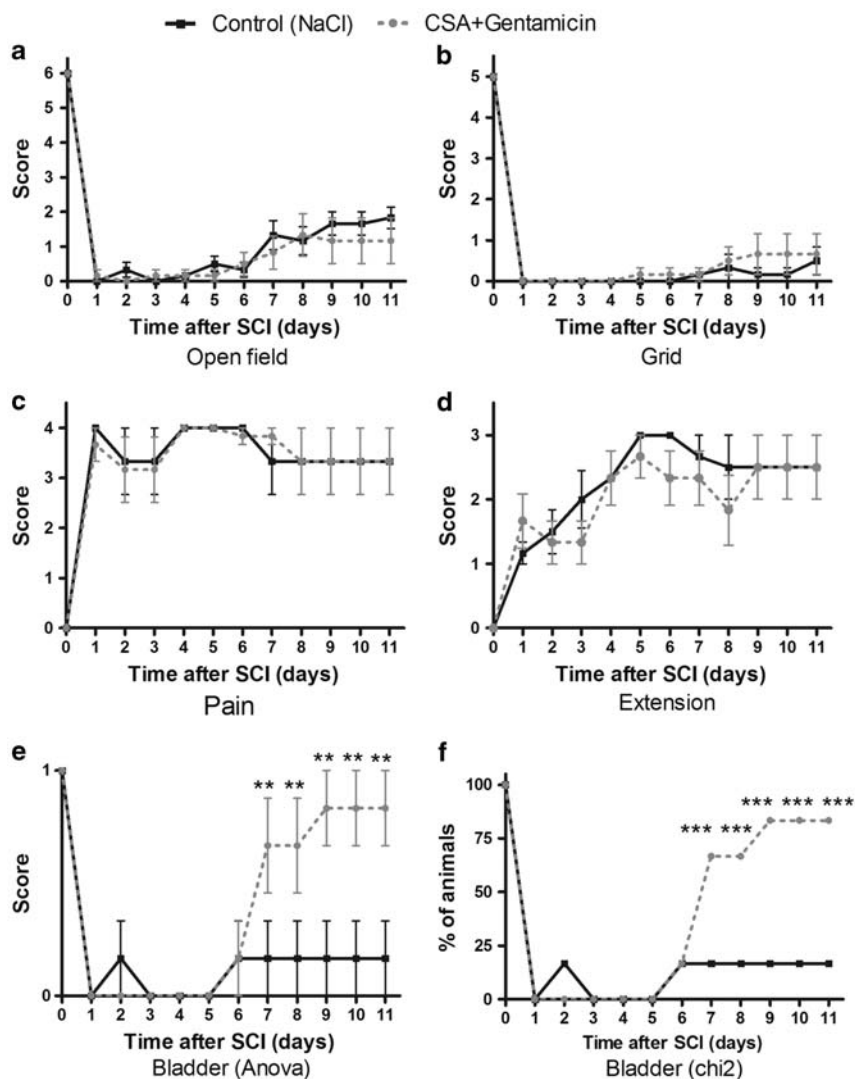 Control (NaCl) CSA+Gentamicin
a
6
5
4
3
2
1
0
Score
0 1 2 3 4 5 6 7 8 9 10 11
Time after SCI (days)
Open field
b
5
4
3
2
1
0
Score
0 1 2 3 4 5 6 7 8 9 10 11
Time after SCI (days)
Grid
c
4
3
2
1
0
Score
0 1 2 3 4 5 6 7 8 9 10 11
Time after SCI (days)
Pain
d
3
2
1
0
Score
0 1 2 3 4 5 6 7 8 9 10 11
Time after SCI (days)
Extension
e
1
0
Score
** ** ** ** **
0 1 2 3 4 5 6 7 8 9 10 11
Time after SCI (days)
Bladder (Anova)
f
100
75
50
25
0
% of animals
*** *** *** *** ***
0 1 2 3 4 5 6 7 8 9 10 11
Time after SCI (days)
Bladder (chi2)